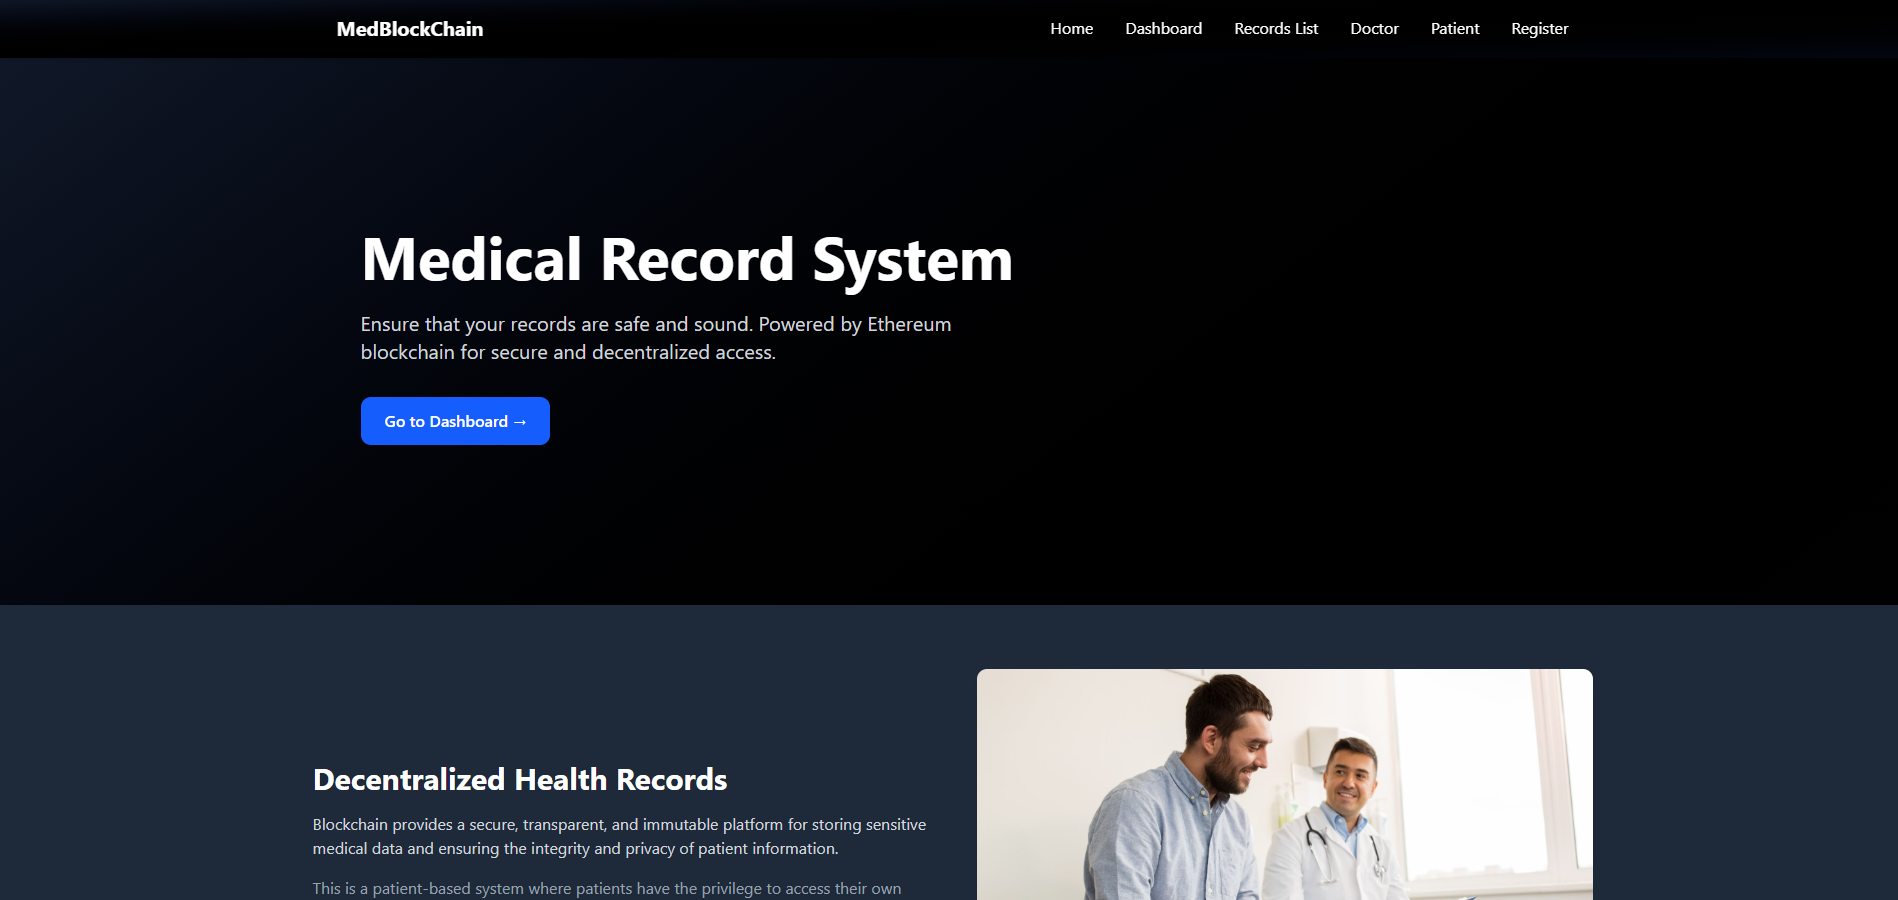 MedBlockChain
Home Dashboard Records List Doctor Patient Register
Medical Record System
Ensure that your records are safe and sound. Powered by Ethereum
blockchain for secure and decentralized access.
Go to Dashboard →
Decentralized Health Records
Blockchain provides a secure, transparent, and immutable platform for storing sensitive
medical data and ensuring the integrity and privacy of patient information.
This is a patient-based system where patients have the privilege to access their own